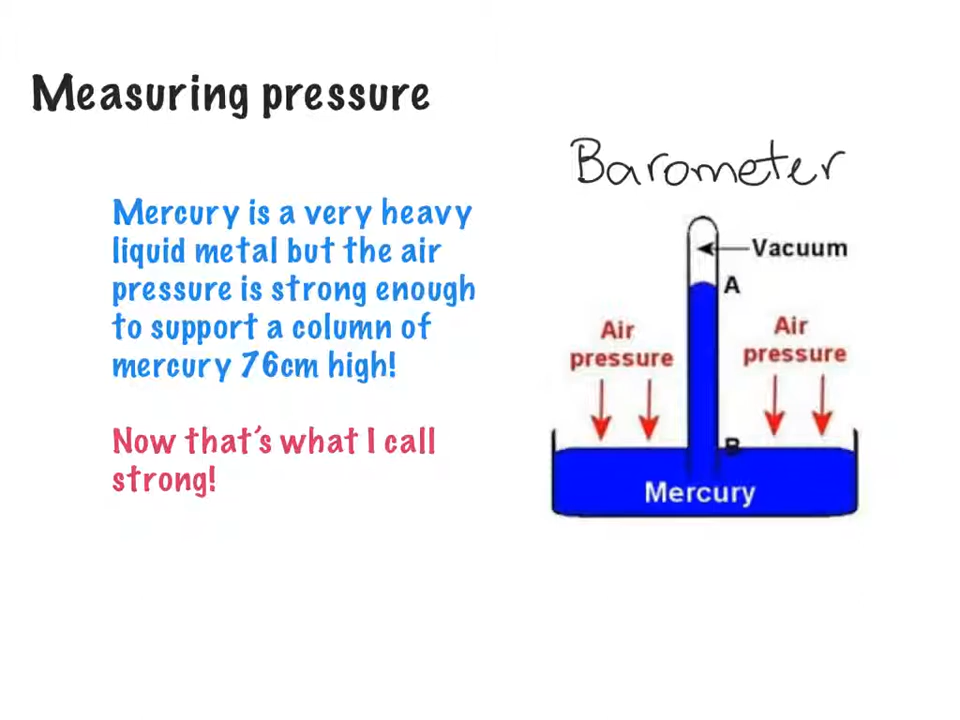 Measuring pressure
Mercury is a very heavy
liquid metal but the air
pressure is strong enough
to support a column of
mercury 76cm high!
Now that's what I call
strong!
Barometer
Vacuum
A
Air
pressure
Air
pressure
B
Mercury